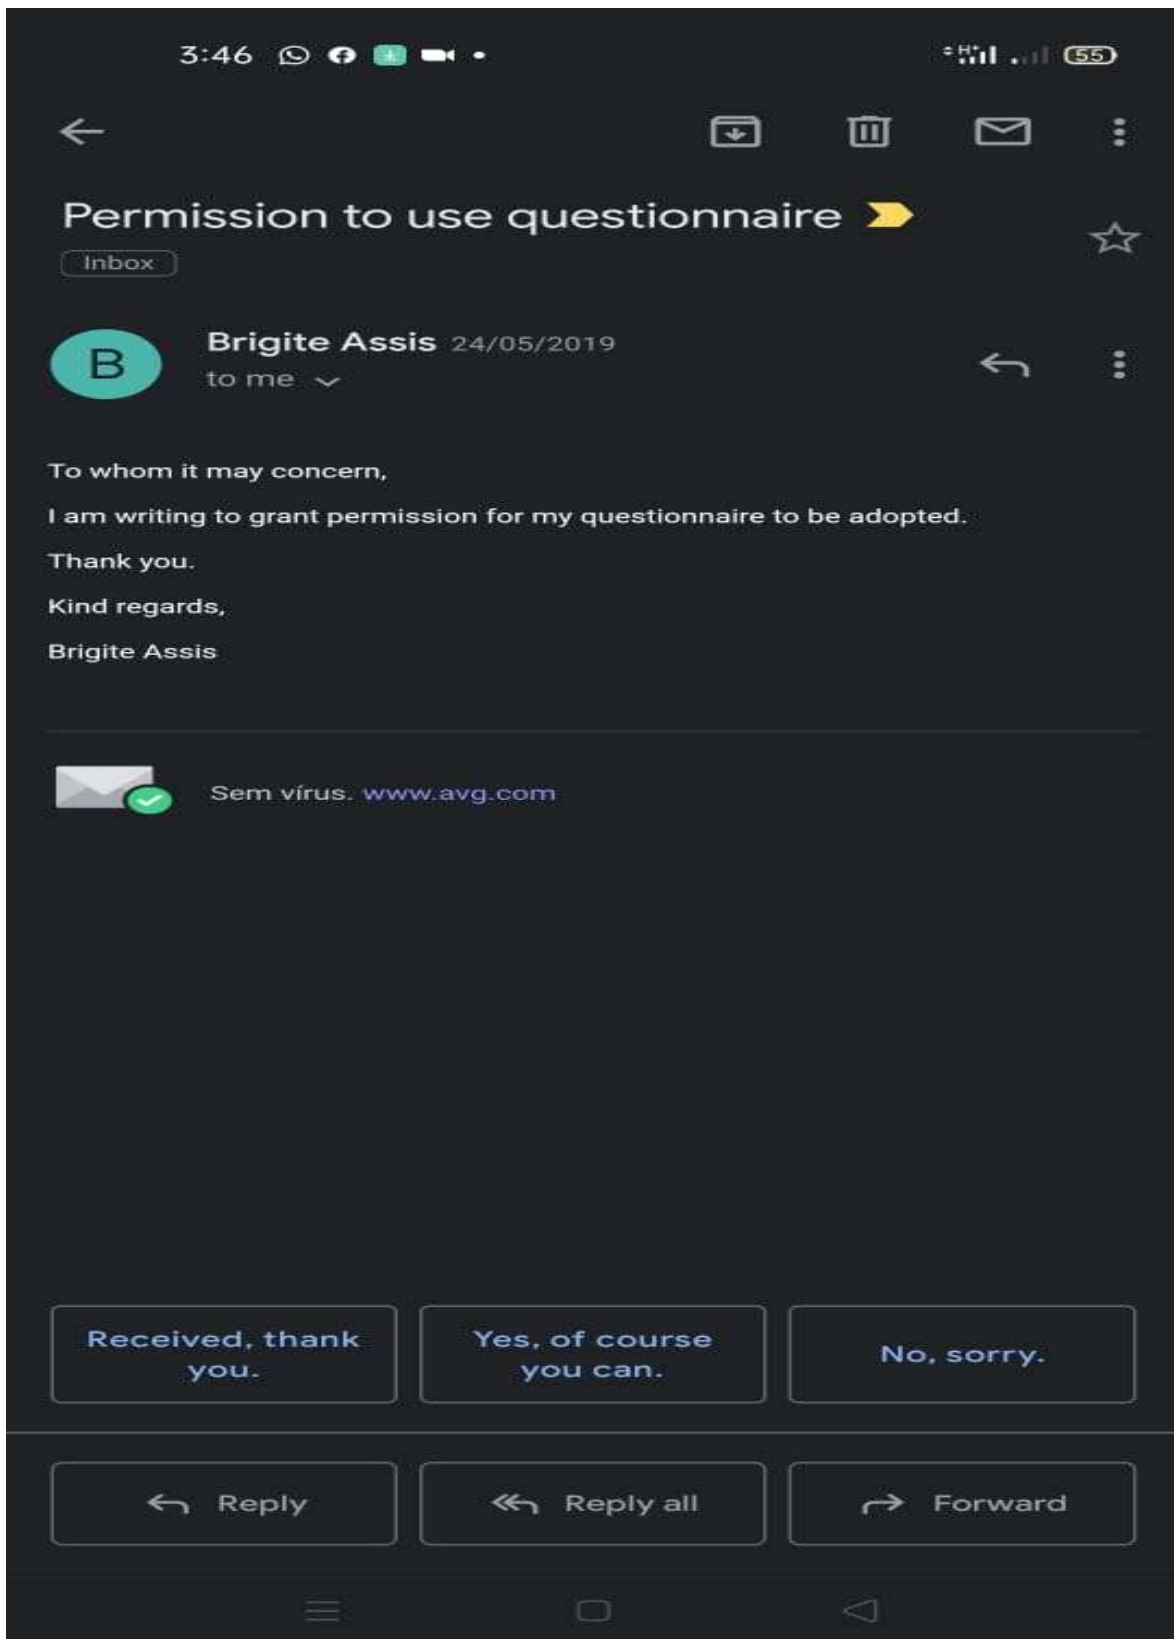 3:46
H+
55
Permission to use questionnaire
Inbox
B
Brigite Assis 24/05/2019
to me
To whom it may concern,
I am writing to grant permission for my questionnaire to be adopted.
Thank you.
Kind regards,
Brigite Assis
Sem vírus. www.avg.com
Received, thank
you.
Yes, of course
you can.
No, sorry.
Reply
Reply all
Forward